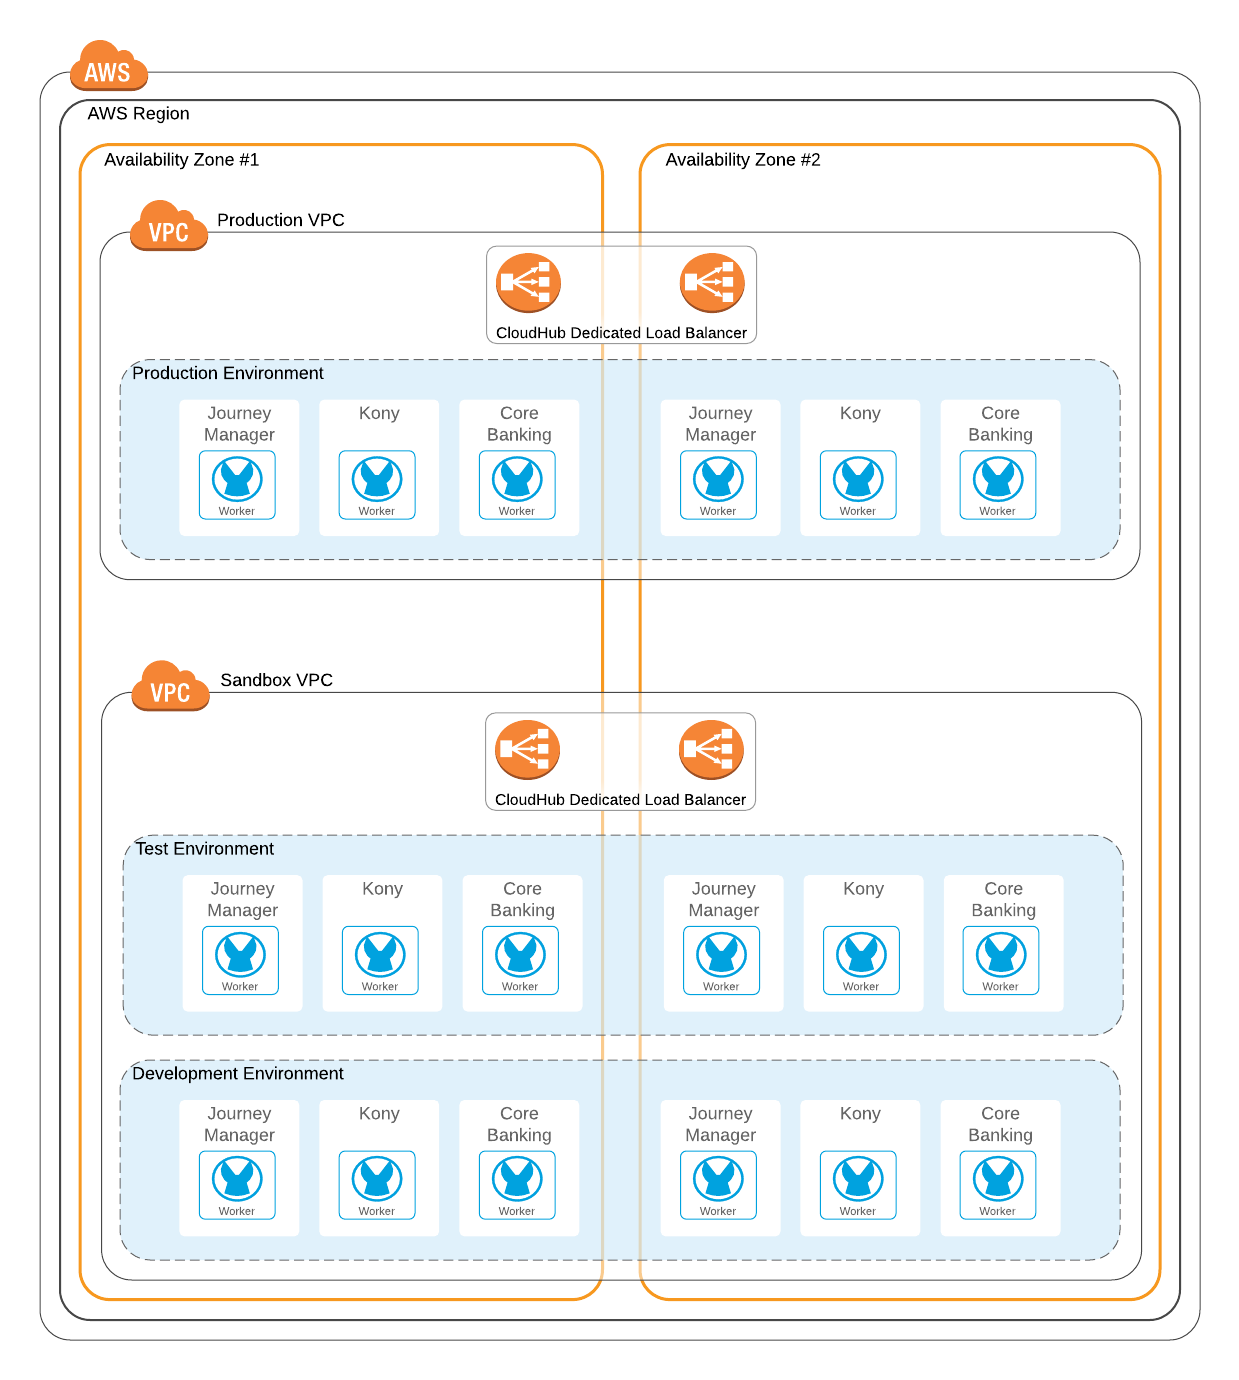 AWS
AWS Region
Availability Zone #1
Availability Zone #2
VPC
Production VPC
CloudHub Dedicated Load Balancer
Production Environment
Journey
Manager
Worker
Kony
Worker
Core
Banking
Worker
Journey
Manager
Worker
Kony
Worker
Core
Banking
Worker
VPC
Sandbox VPC
CloudHub Dedicated Load Balancer
Test Environment
Journey
Manager
Worker
Kony
Worker
Core
Banking
Worker
Journey
Manager
Worker
Kony
Worker
Core
Banking
Worker
Development Environment
Journey
Manager
Worker
Kony
Worker
Core
Banking
Worker
Journey
Manager
Worker
Kony
Worker
Core
Banking
Worker